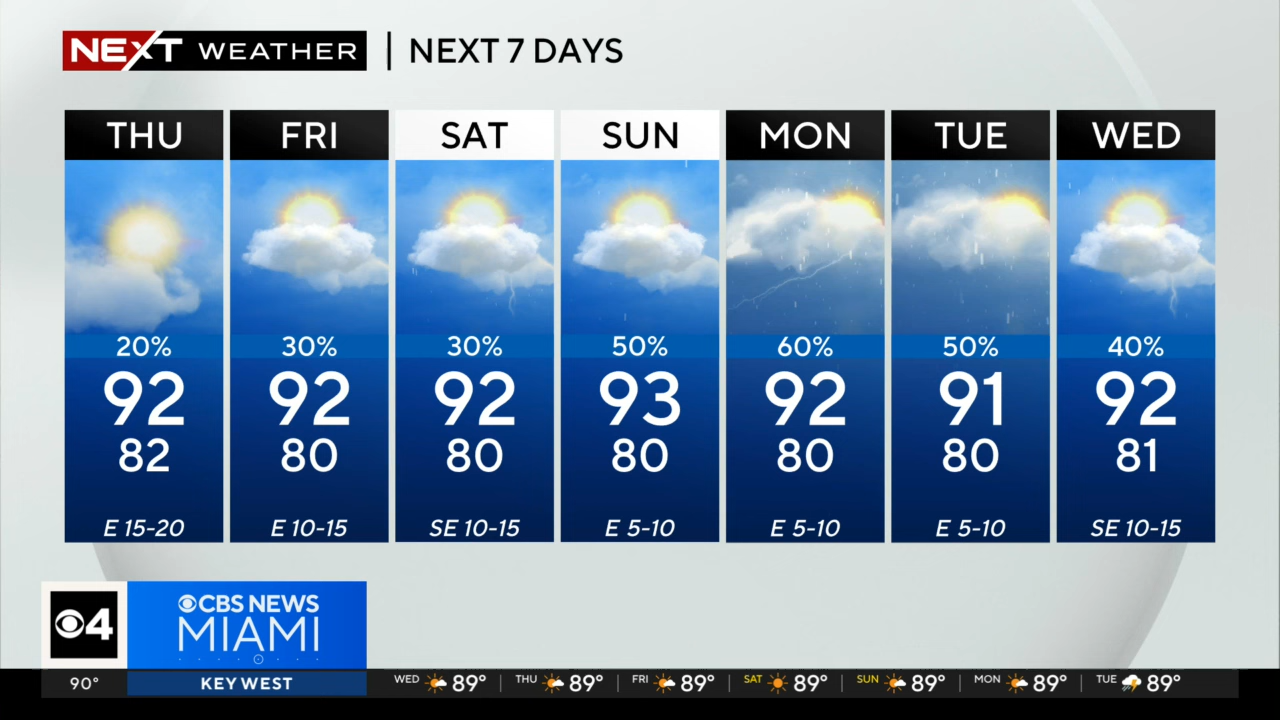 NEXT WEATHER | NEXT 7 DAYS
THU FRI SAT SUN MON TUE WED
20% 30% 30% 50% 60% 50% 40%
92 92 92 93 92 91 92
82 80 80 80 80 80 81
E 15-20 E 10-15 SE 10-15 E 5-10 E 5-10 E 5-10 SE 10-15
4
CBS NEWS
MIAMI
90° KEY WEST WED 89° THU 89° FRI 89° SAT 89° SUN 89° MON 89° TUE 89°